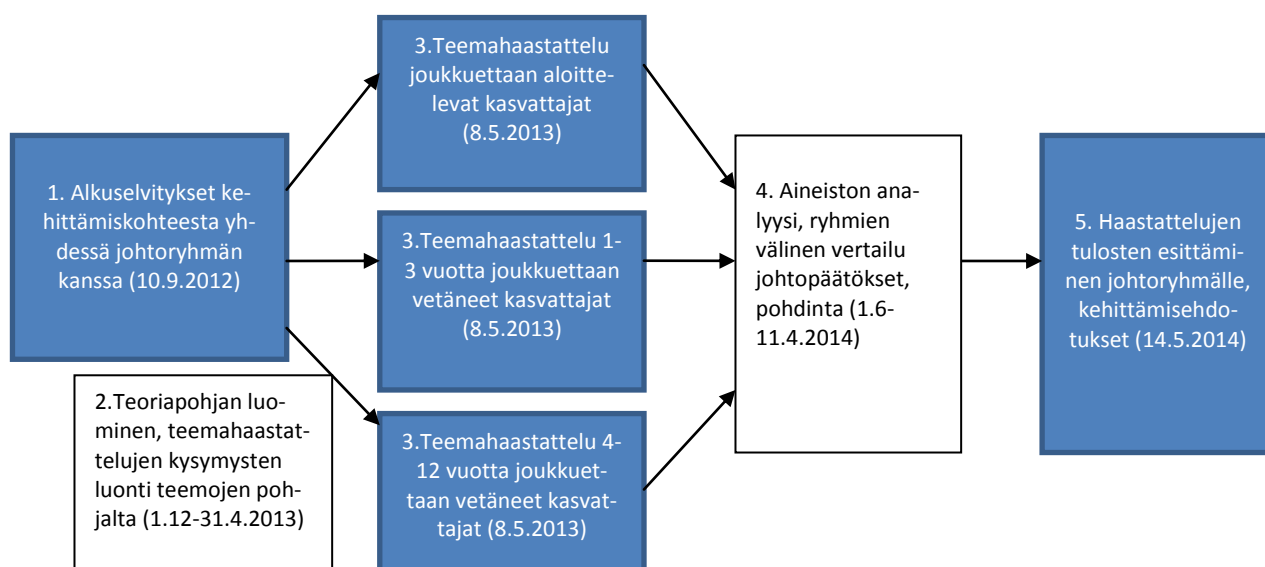 1. Alkuselvitykset ke-
hittämiskohteesta yh-
dessä johtoryhmän
kanssa (10.9.2012)
2.Teoriapohjan luo-
minen, teemahaastat-
telujen kysymysten
luonti teemojen poh-
jalta (1.12-31.4.2013)
3.Teemahaastattelu
joukkuettaan aloitte-
levat kasvattajat
(8.5.2013)
3.Teemahaastattelu 1-
3 vuotta joukkuettaan
vetäneet kasvattajat
(8.5.2013)
3.Teemahaastattelu 4-
12 vuotta joukkuet-
taan vetäneet kasvat-
tajat (8.5.2013)
4. Aineiston ana-
lyysi, ryhmien
välinen vertailu
johtopäätökset,
pohdinta (1.6-
11.4.2014)
5. Haastattelujen
tulosten esittämi-
nen johtoryhmälle,
kehittämisehdo-
tukset (14.5.2014)